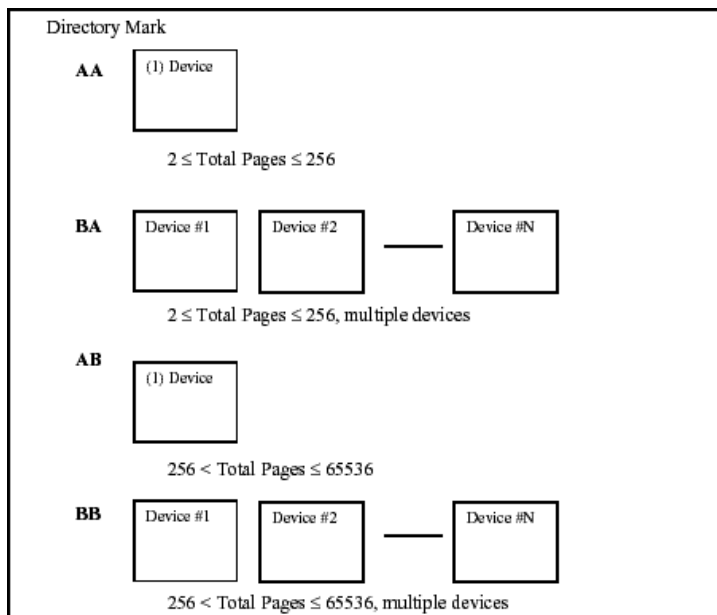 Directory Mark
AA
(1) Device
2 ≤ Total Pages ≤ 256
BA
Device #1
Device #2
Device #N
2 ≤ Total Pages ≤ 256, multiple devices
AB
(1) Device
256 < Total Pages ≤ 65536
BB
Device #1
Device #2
Device #N
256 < Total Pages ≤ 65536, multiple devices